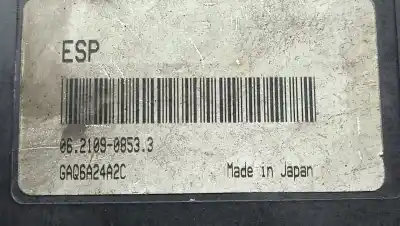 ESP
06.2109-0853.3
GAQ6A24A2C
Made in Japan